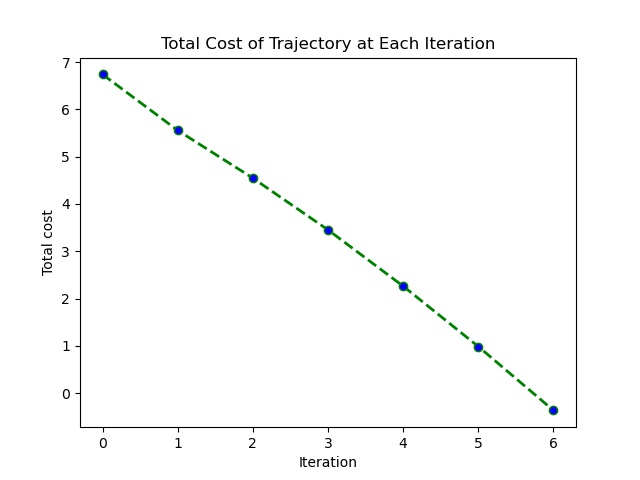 Total Cost of Trajectory at Each Iteration
Total cost
7
6
5
4
3
2
1
0
0 1 2 3 4 5 6
Iteration